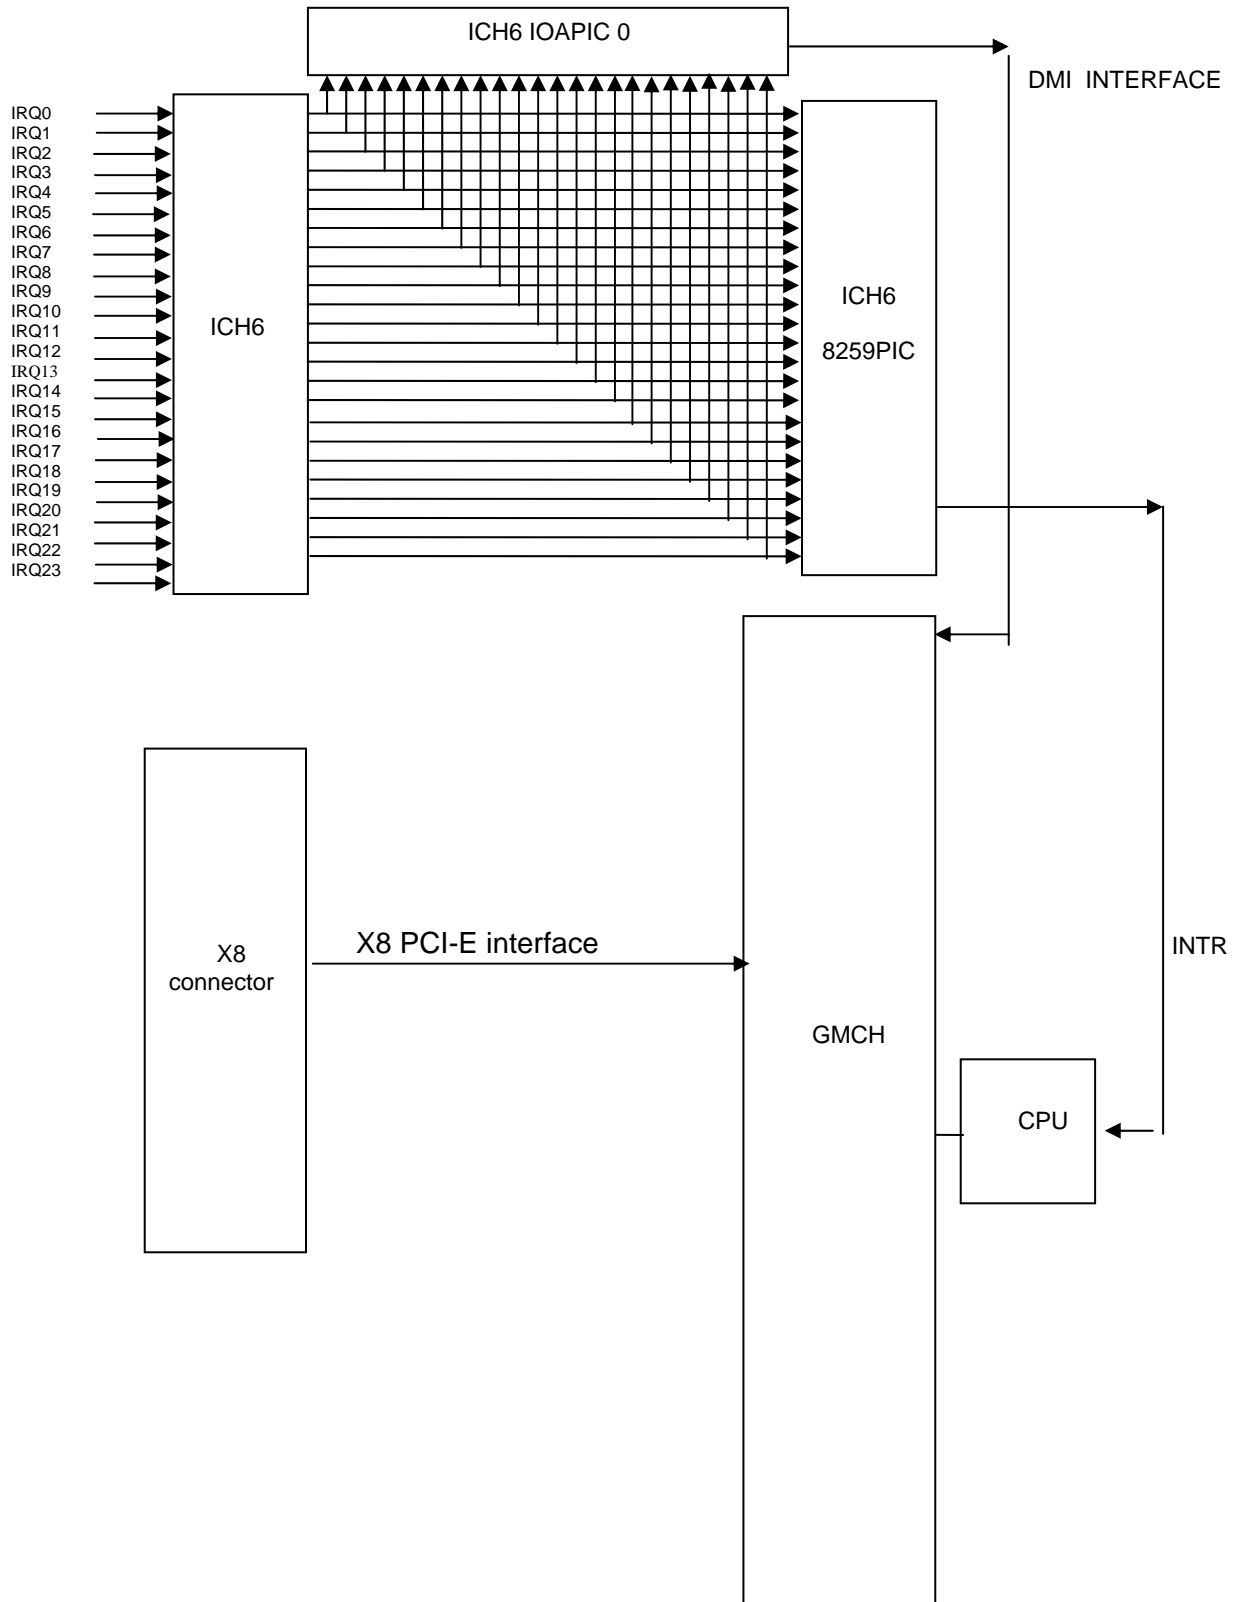 ICH6 IOAPIC 0
DMI  INTERFACE
IRQ0
IRQ1
IRQ2
IRQ3
IRQ4
IRQ5
IRQ6
IRQ7
IRQ8
IRQ9
IRQ10
IRQ11
IRQ12
IRQ13
IRQ14
IRQ15
IRQ16
IRQ17
IRQ18
IRQ19
IRQ20
IRQ21
IRQ22
IRQ23
ICH6
ICH6
8259PIC
X8
connector
X8 PCI-E interface
GMCH
INTR
CPU